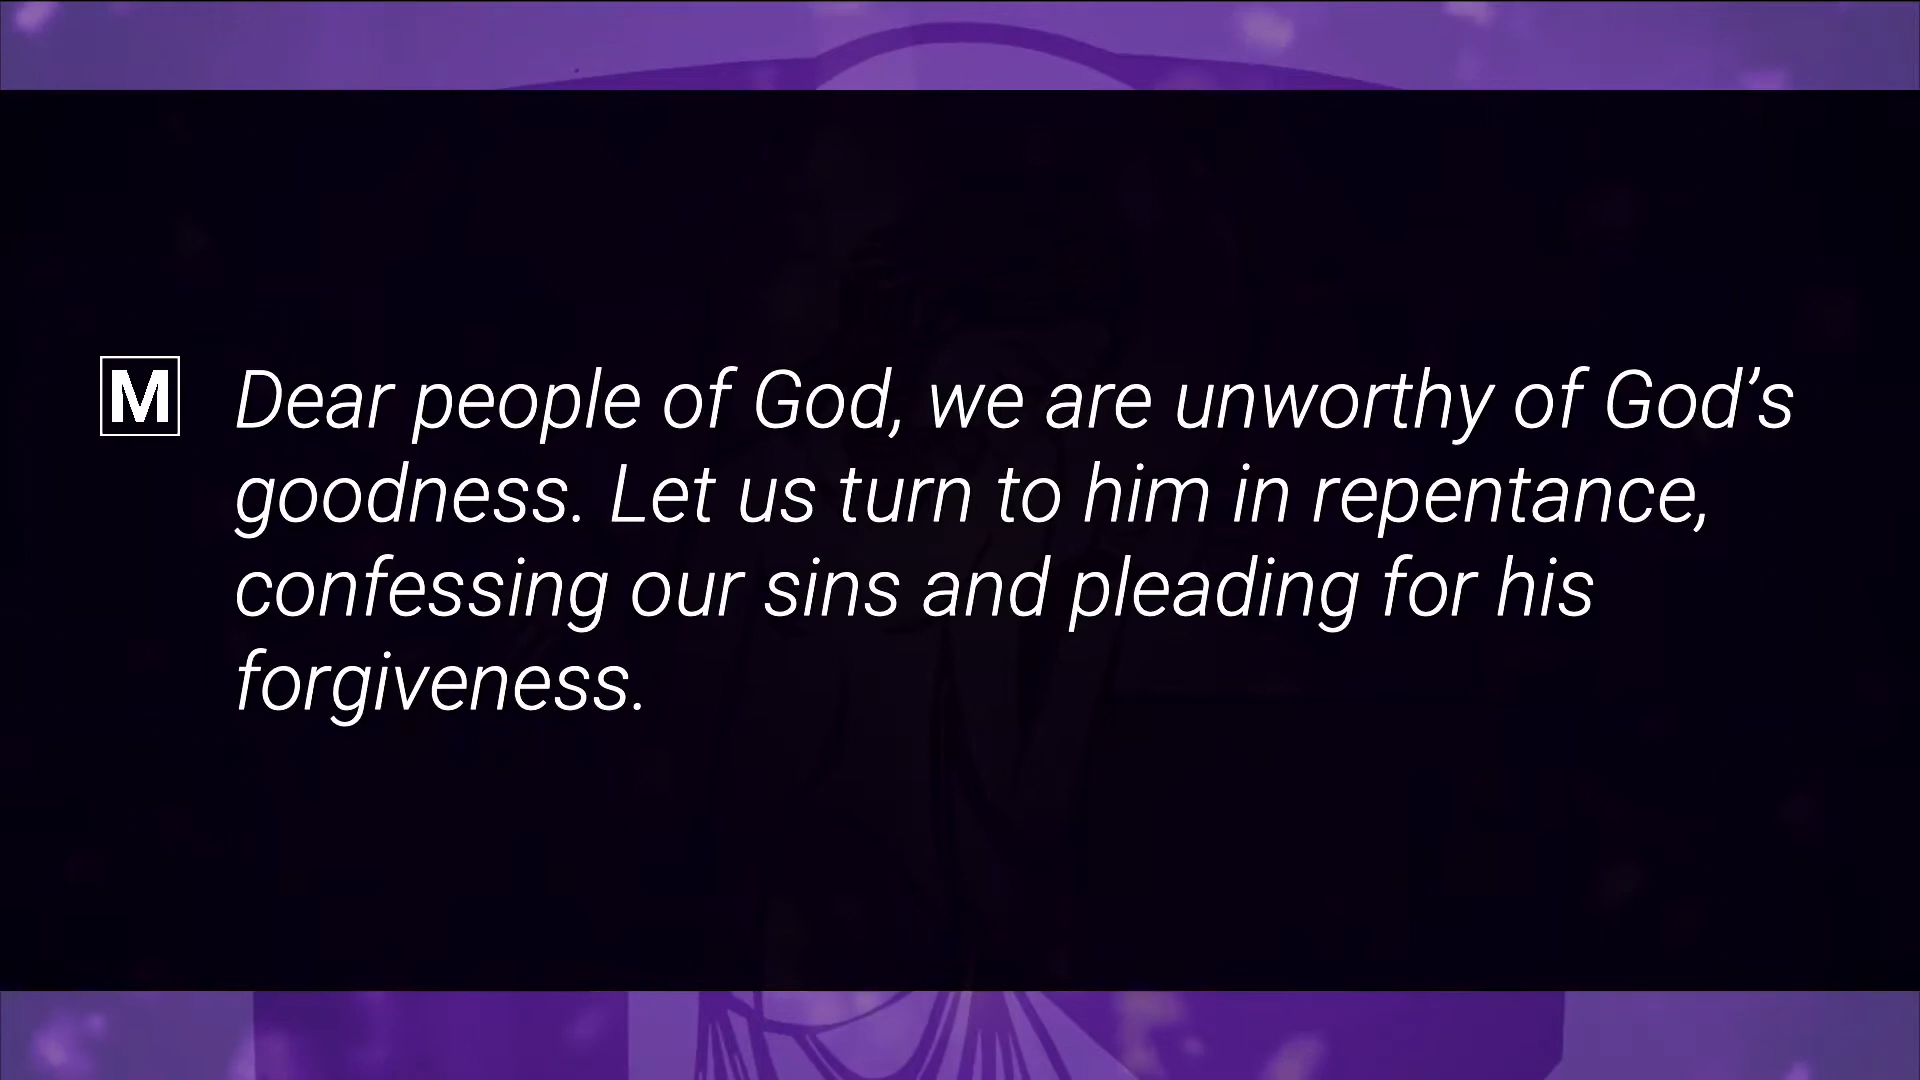 M Dear people of God, we are unworthy of God’s
goodness. Let us turn to him in repentance,
confessing our sins and pleading for his
forgiveness.